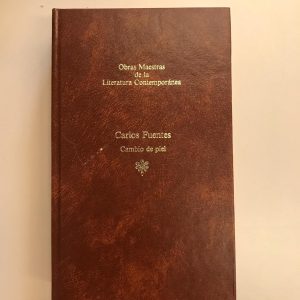 Obras Maestras
de la
Literatura Contemporánea
Carlos Fuentes
Cambio de piel